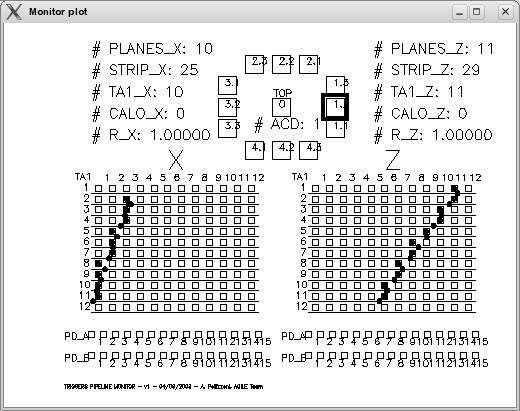 Monitor plot
# PLANES_X: 10
# STRIP_X: 25
# TA1_X: 10
# CALO_X: 0
# R_X: 1.00000
2.3 2.2 2.1
3.1 1.3
TOP
3.2 0
3.3 # ACD: 1 1.1
4.1 4.2 4.3
# PLANES_Z: 11
# STRIP_Z: 29
# TA1_Z: 11
# CALO_Z: 0
# R_Z: 1.00000
X
TA1 1 2 3 4 5 6 7 8 9 10 11 12
1
2
3
4
5
6
7
8
9
10
11
12
PD_A
1 2 3 4 5 6 7 8 9 10 11 12 13 14 15
PD_B
1 2 3 4 5 6 7 8 9 10 11 12 13 14 15
Z
1 2 3 4 5 6 7 8 9 10 11 12
1
2
3
4
5
6
7
8
9
10
11
12
PD_A
1 2 3 4 5 6 7 8 9 10 11 12 13 14 15
PD_B
1 2 3 4 5 6 7 8 9 10 11 12 13 14 15
TRIGGERS PIPELINE MONITOR - v1 - A. Pellizzoni, AGILE Team